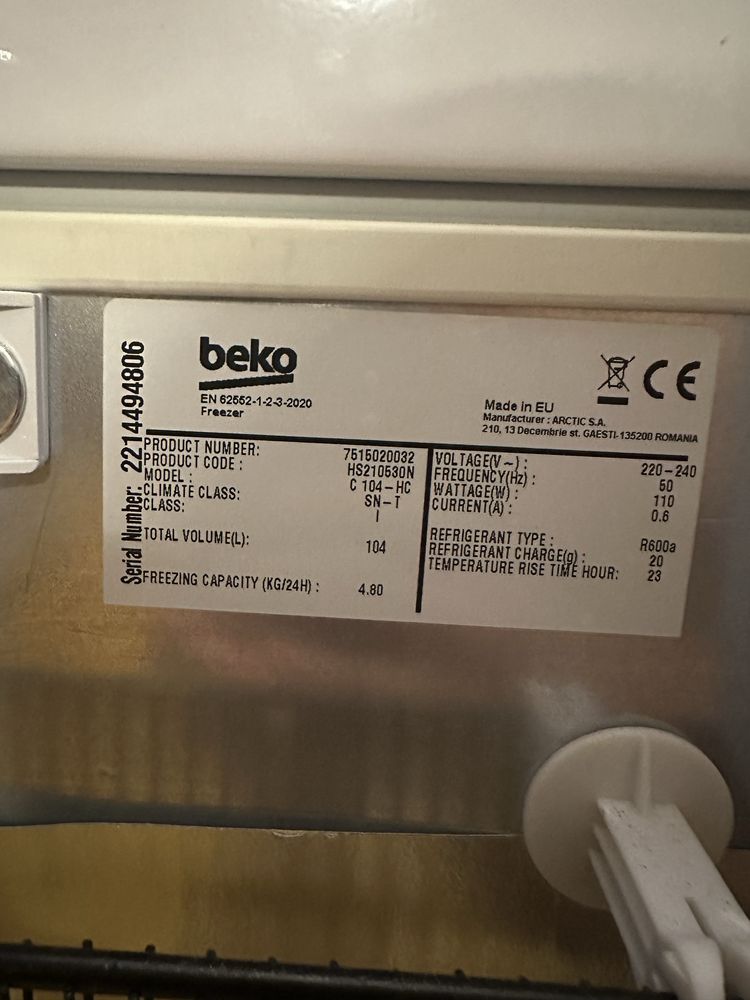 beko
EN 62552-1-2-3-2020
Freezer
CE
Made in EU
Manufacturer : ARCTIC S.A.
210, 13 Decembrie st. GAESTI-135200 ROMANIA
Serial Number: 2214494806
PRODUCT NUMBER: 7515020032
PRODUCT CODE : HS210530N
MODEL : C 104-HC
CLIMATE CLASS: SN-T
CLASS: I
TOTAL VOLUME(L): 104
FREEZING CAPACITY (KG/24H) : 4.80
VOLTAGE(V~) : 220-240
FREQUENCY(Hz) : 50
WATTAGE(W) : 110
CURRENT(A) : 0.6
REFRIGERANT TYPE : R600a
REFRIGERANT CHARGE(g) : 20
TEMPERATURE RISE TIME HOUR: 23